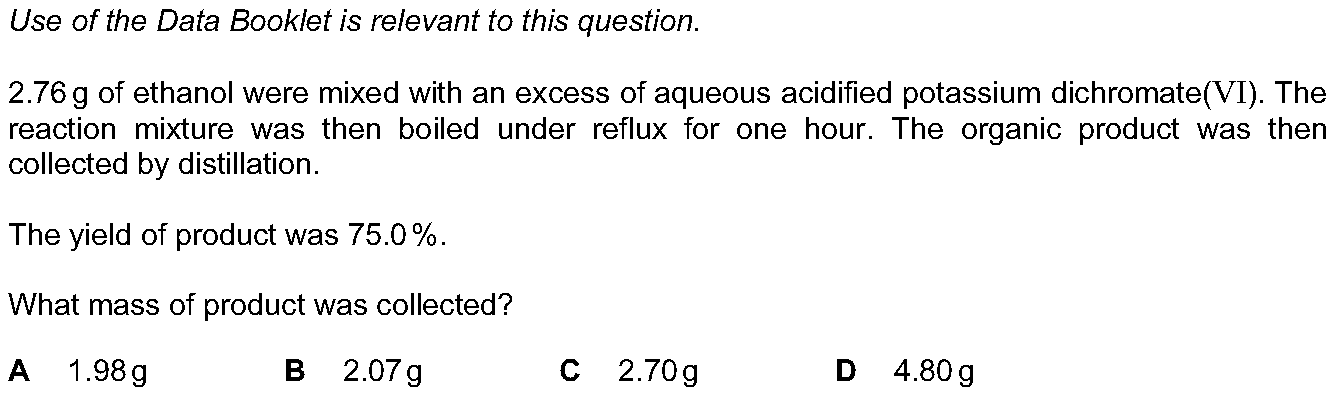 Use of the Data Booklet is relevant to this question.
2.76 g of ethanol were mixed with an excess of aqueous acidified potassium dichromate(VI). The
reaction mixture was then boiled under reflux for one hour. The organic product was then
collected by distillation.
The yield of product was 75.0 %.
What mass of product was collected?
A 1.98 g B 2.07 g C 2.70 g D 4.80 g